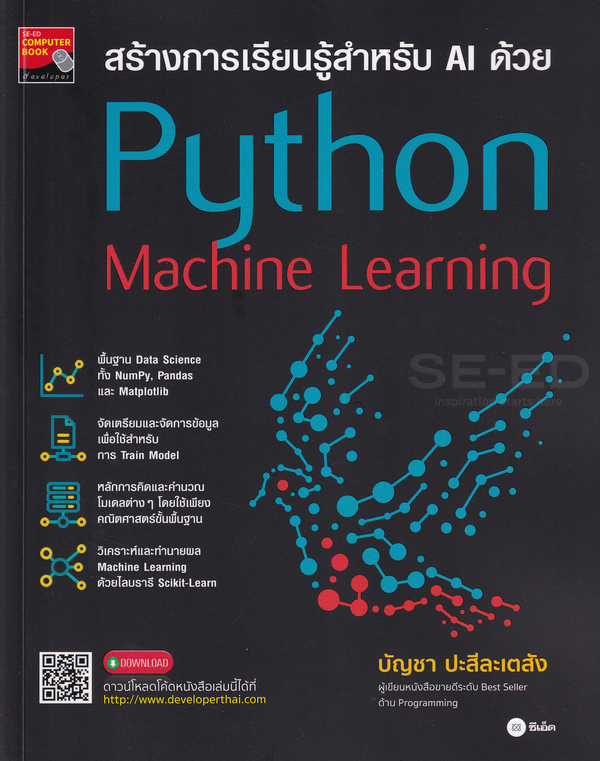 SE-ED
COMPUTER
BOOK
developer
สร้างการเรียนรู้สำหรับ AI ด้วย
Python
Machine Learning
SE-ED
inspiration starts here
พื้นฐาน Data Science
ทั้ง NumPy, Pandas
และ Matplotlib
จัดเตรียมและจัดการข้อมูล
เพื่อใช้สำหรับ
การ Train Model
หลักการคิดและคำนวณ
โมเดลต่าง ๆ โดยใช้เพียง
คณิตศาสตร์ขั้นพื้นฐาน
วิเคราะห์และทำนายผล
Machine Learning
ด้วยไลบรารี Scikit-Learn
DOWNLOAD
ดาวน์โหลดโค้ดหนังสือเล่มนี้ได้ที่
http://www.developerthai.com
บัญชา ปะสีละเตสัง
ผู้เขียนหนังสือขายดีระดับ Best Seller
ด้าน Programming
ซีเอ็ด